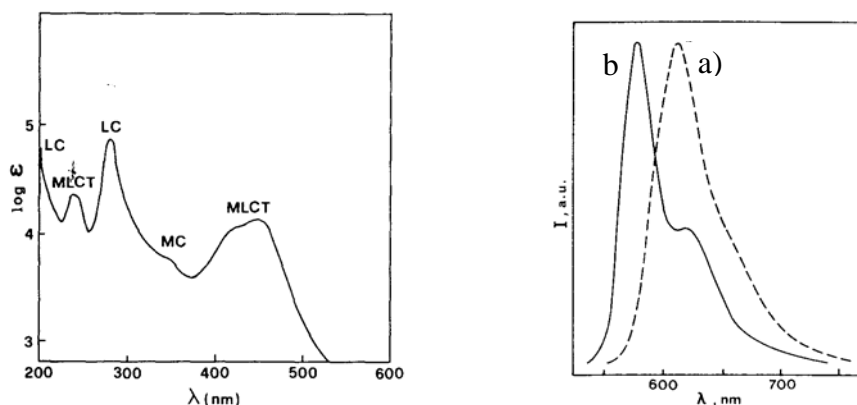 LC
MLCT
LC
MC
MLCT
log ε
5
4
3
200
300
400
500
600
λ (nm)
b
a)
I, a.u.
600
700
λ, nm